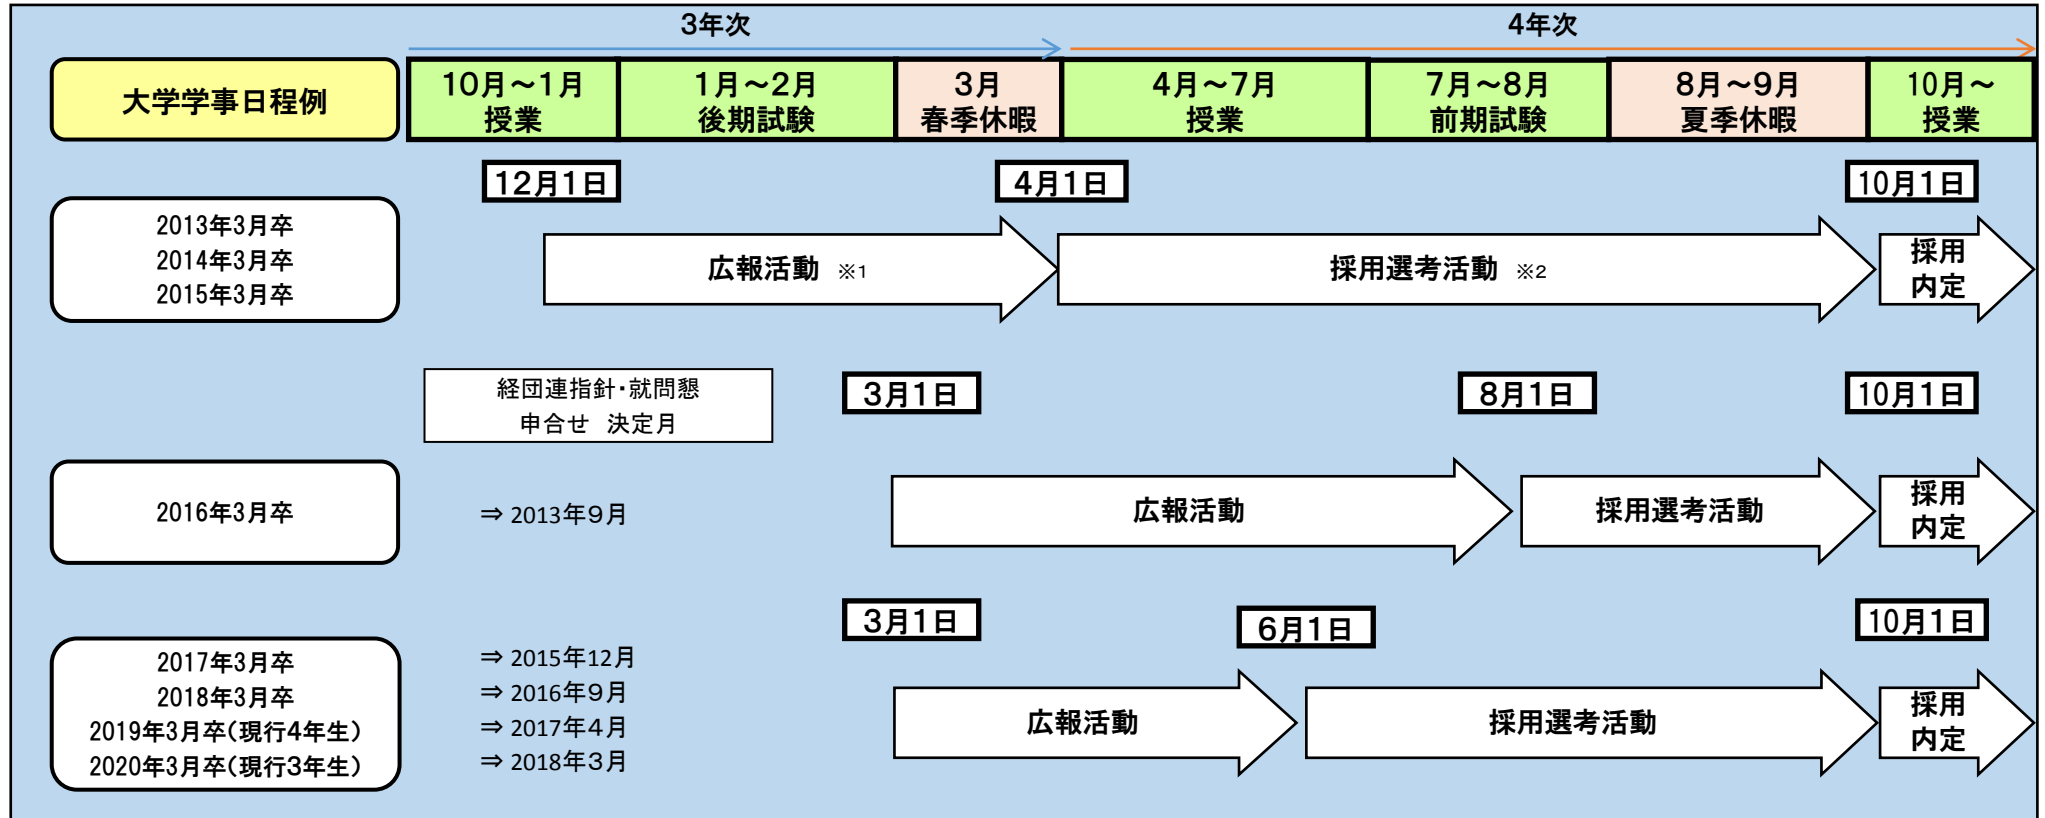 3年次
4年次
大学学事日程例
10月～1月
授業
1月～2月
後期試験
3月
春季休暇
4月～7月
授業
7月～8月
前期試験
8月～9月
夏季休暇
10月～
授業
12月1日
4月1日
10月1日
2013年3月卒
2014年3月卒
2015年3月卒
広報活動 ※1
採用選考活動 ※2
採用
内定
経団連指針・就問懇
申合せ 決定月
3月1日
8月1日
10月1日
2016年3月卒
⇒ 2013年9月
広報活動
採用選考活動
採用
内定
3月1日
6月1日
10月1日
2017年3月卒
2018年3月卒
2019年3月卒(現行4年生)
2020年3月卒(現行3年生)
⇒ 2015年12月
⇒ 2016年9月
⇒ 2017年4月
⇒ 2018年3月
広報活動
採用選考活動
採用
内定